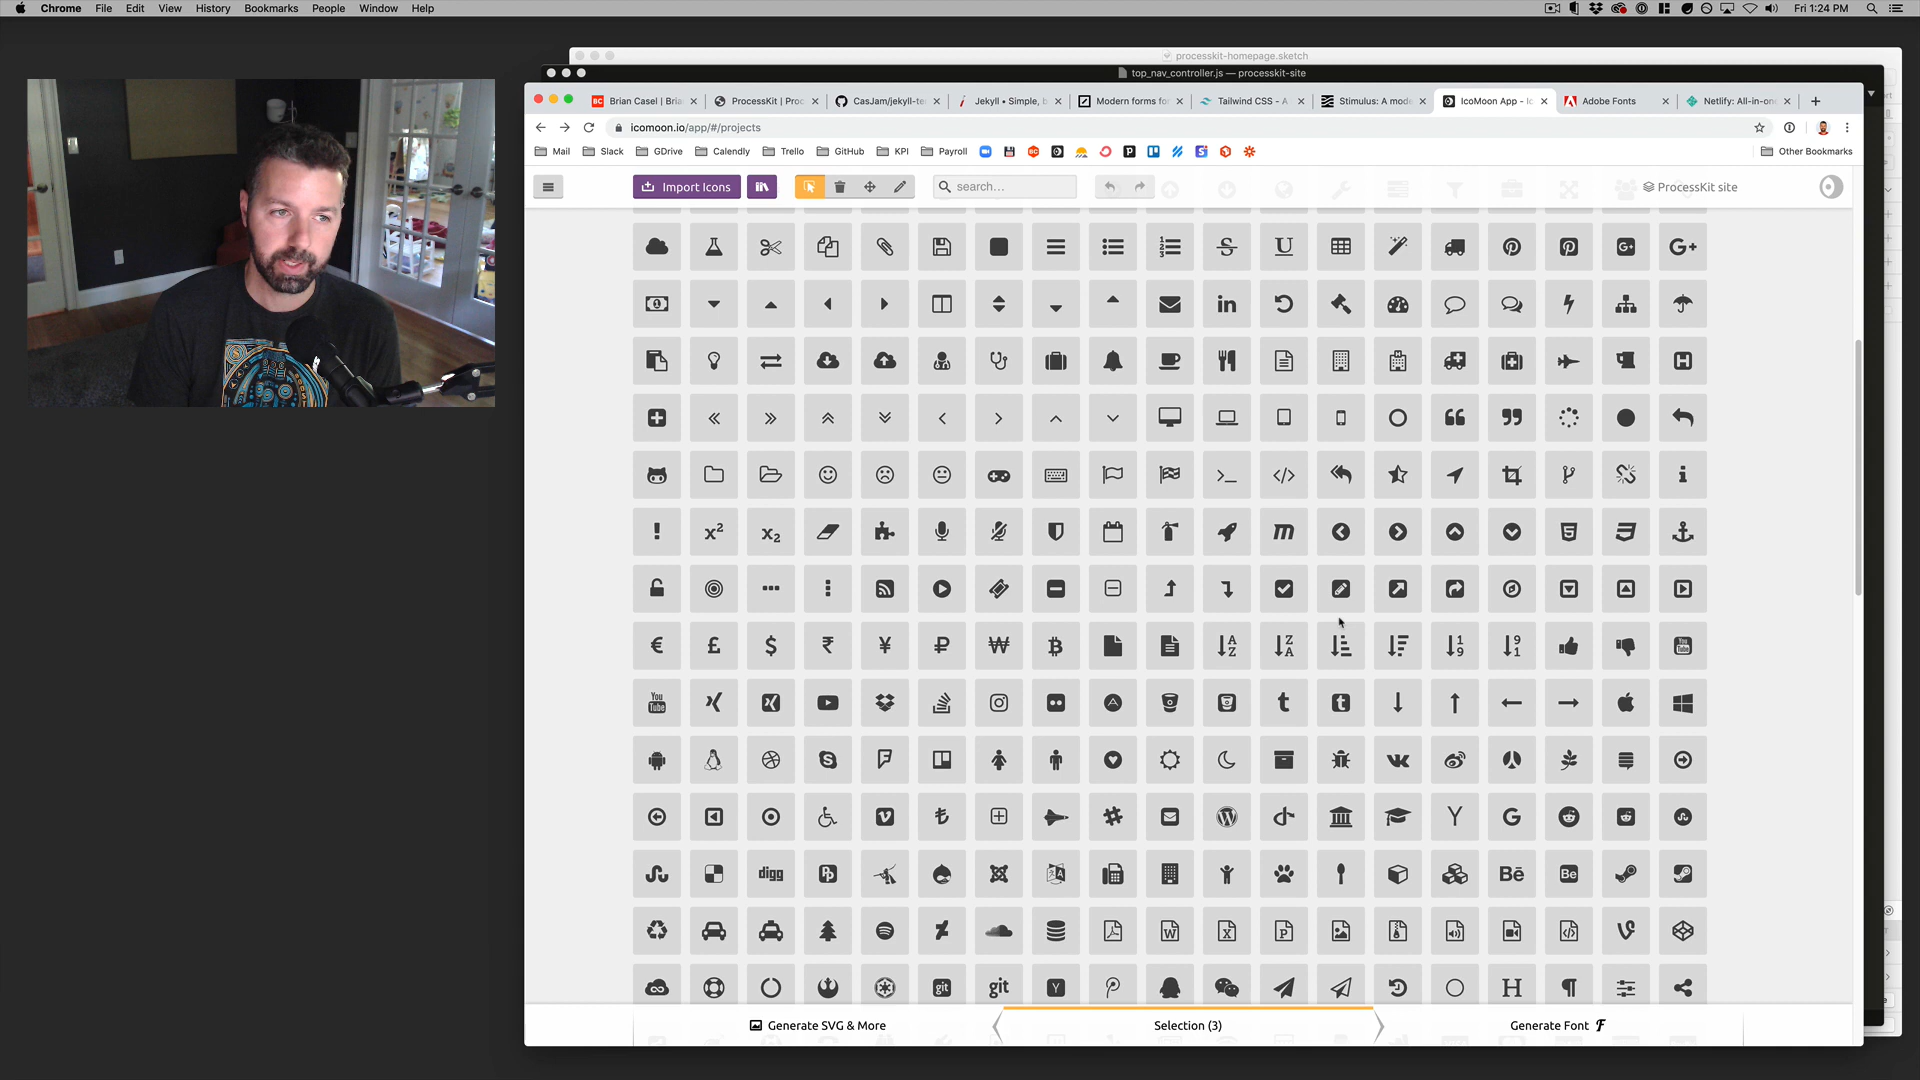 Chrome File Edit View History Bookmarks People Window Help
Fri 1:24 PM
processkit-homepage.sketch
top_nav_controller.js — processkit-site
Brian Casel | Bri
ProcessKit | Proc
CasJam/jekyll-te
Jekyll • Simple, b
Modern forms fo
Tailwind CSS - A
Stimulus: A mod
IcoMoon App - Ic
Adobe Fonts
Netlify: All-in-on
icomoon.io/app/#/projects
Mail Slack GDrive Calendly Trello GitHub KPI Payroll
Other Bookmarks
Import Icons
search...
ProcessKit site
Generate SVG & More
Selection (3)
Generate Font